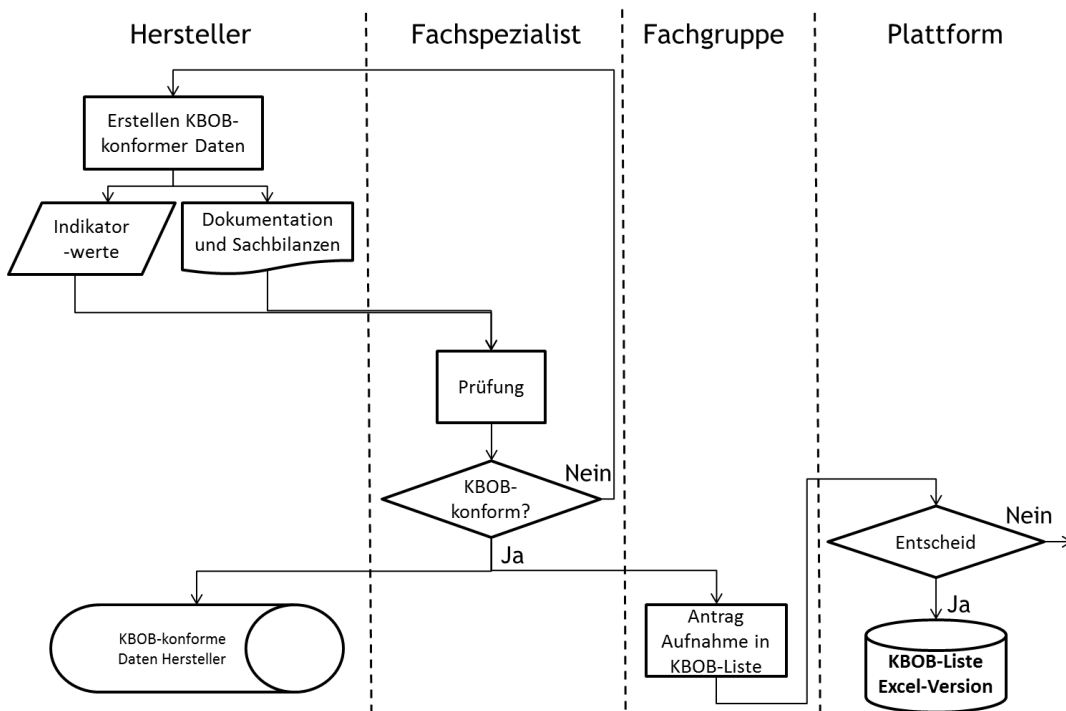 Hersteller
Fachspezialist
Fachgruppe
Plattform
Erstellen KBOB-
konformer Daten
Indikator
-werte
Dokumentation
und Sachbilanzen
Prüfung
KBOB-
konform?
Nein
Ja
Entscheid
Nein
Ja
KBOB-konforme
Daten Hersteller
Antrag
Aufnahme in
KBOB-Liste
KBOB-Liste
Excel-Version